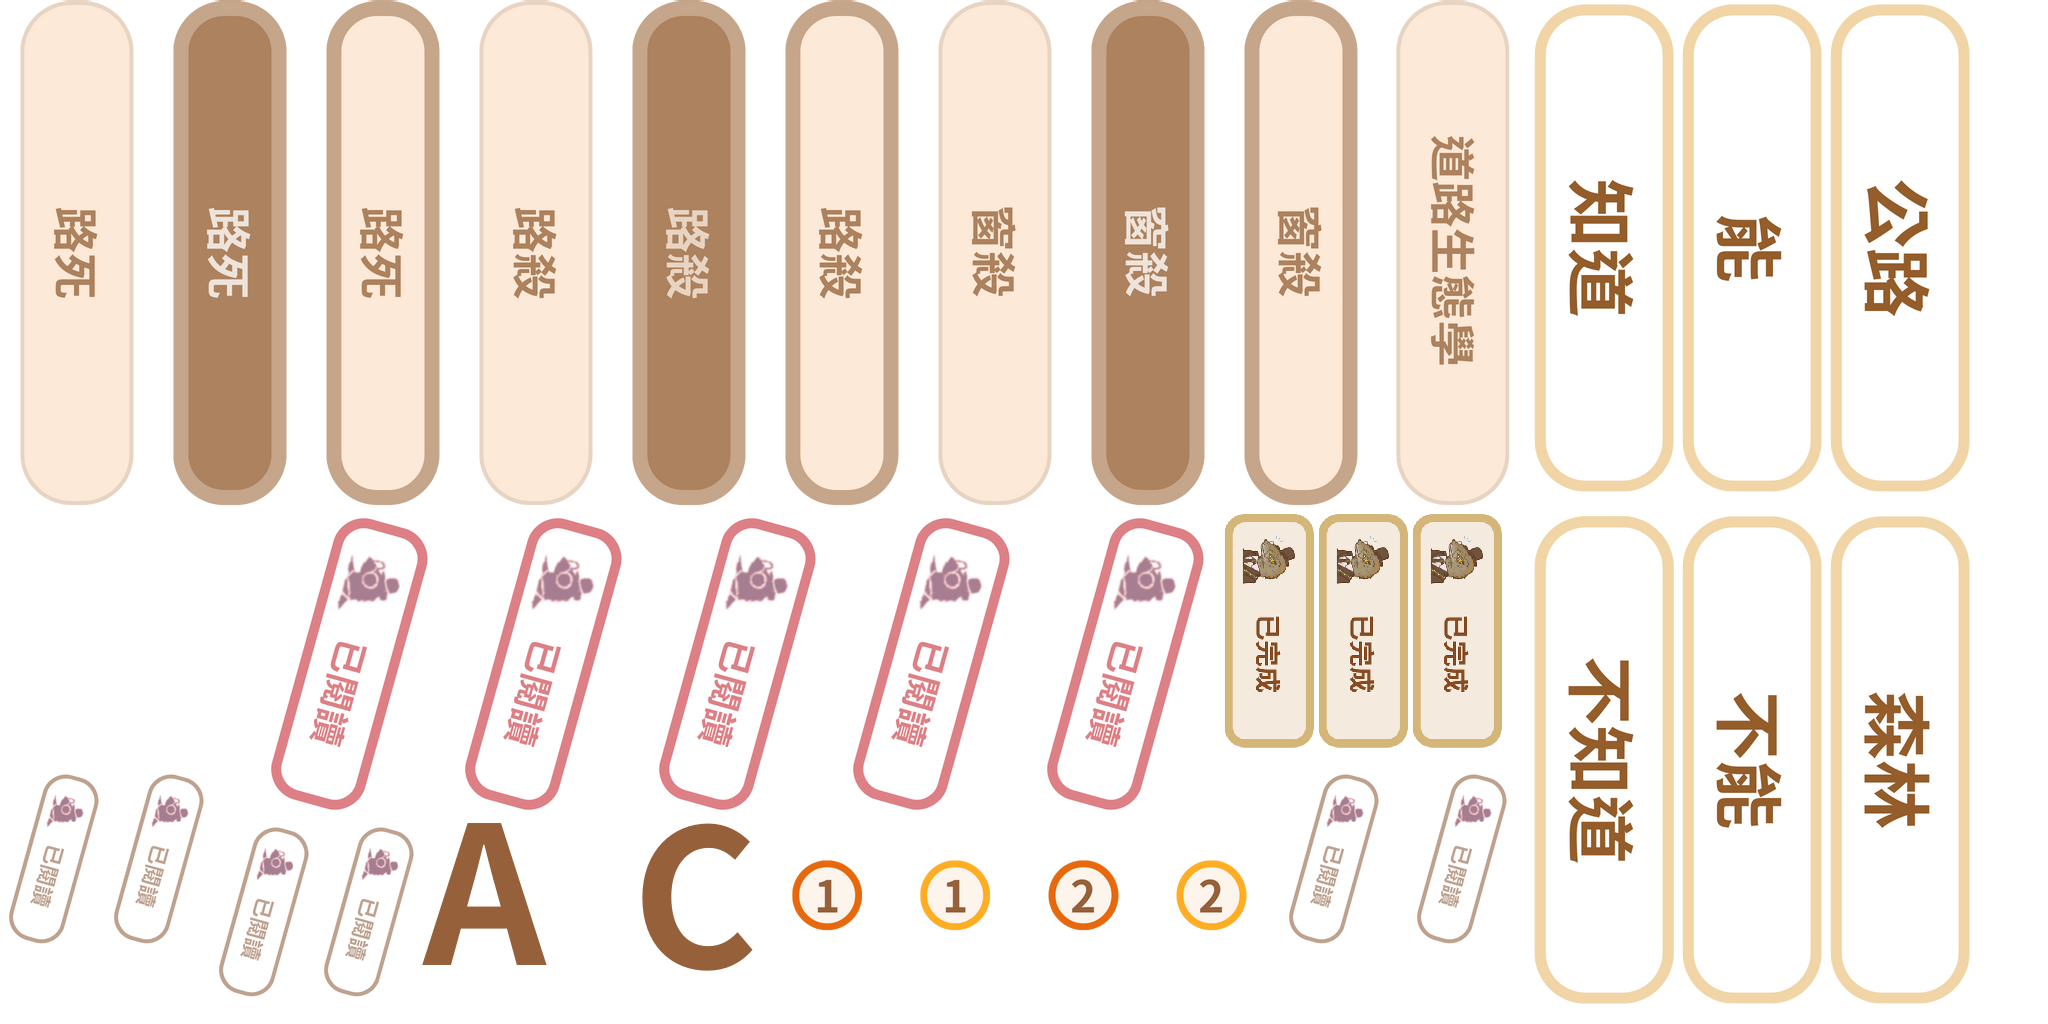 路死
路死
路死
路殺
路殺
路殺
窗殺
窗殺
窗殺
道路生態學
知道
能
公路
已閱讀
已閱讀
已閱讀
已閱讀
已閱讀
已完成
已完成
已完成
不知道
不能
森林
已閱讀
已閱讀
已閱讀
已閱讀
A
C
1
1
2
2
已閱讀
已閱讀